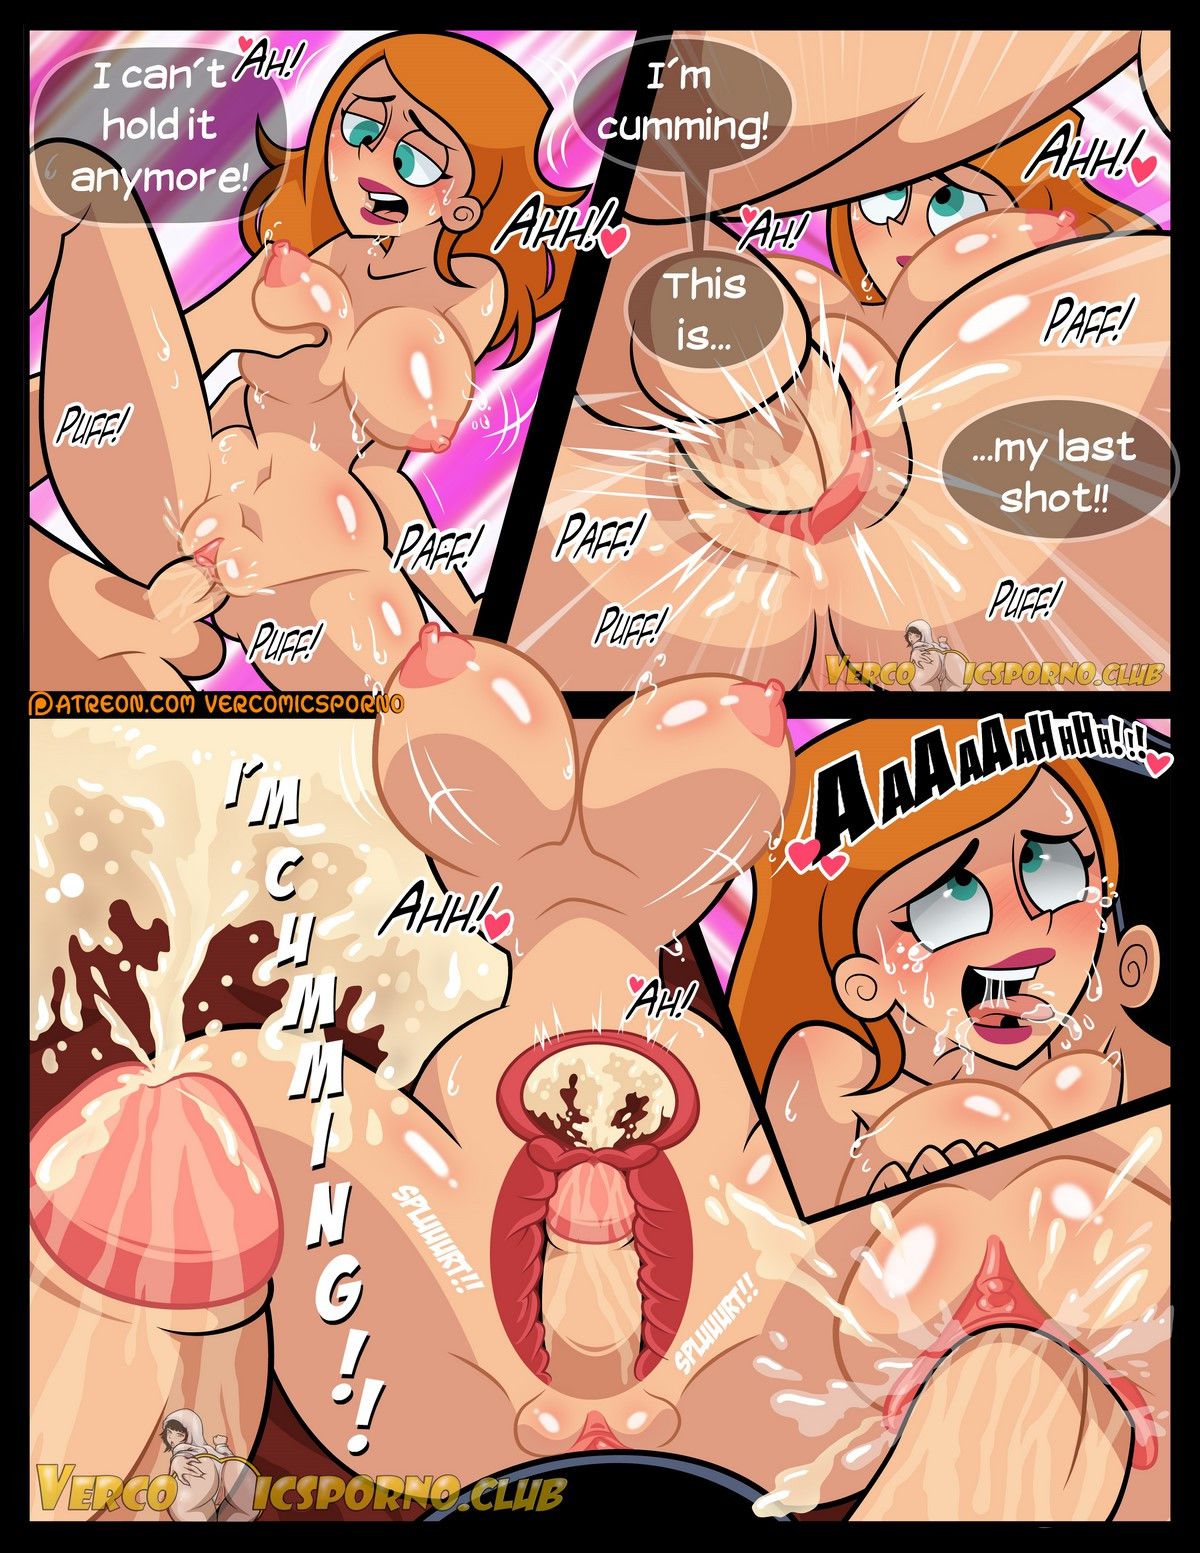 I can't
hold it
anymore!
AH!
AHH!
PUFF!
PAFF!
PUFF!
I'm
cumming!
AHH!
AH!
This
is...
PAFF!
...my last
shot!!
PAFF!
PUFF!
PUFF!
VERCOMICSPORNO.CLUB
PATREON.COM VERCOMICSPORNO
I'M CUMMING!!
AAAAAAHHHH!!!
AHH!
AH!
SPLUUURT!!
SPLUUURT!!
VERCOMICSPORNO.CLUB